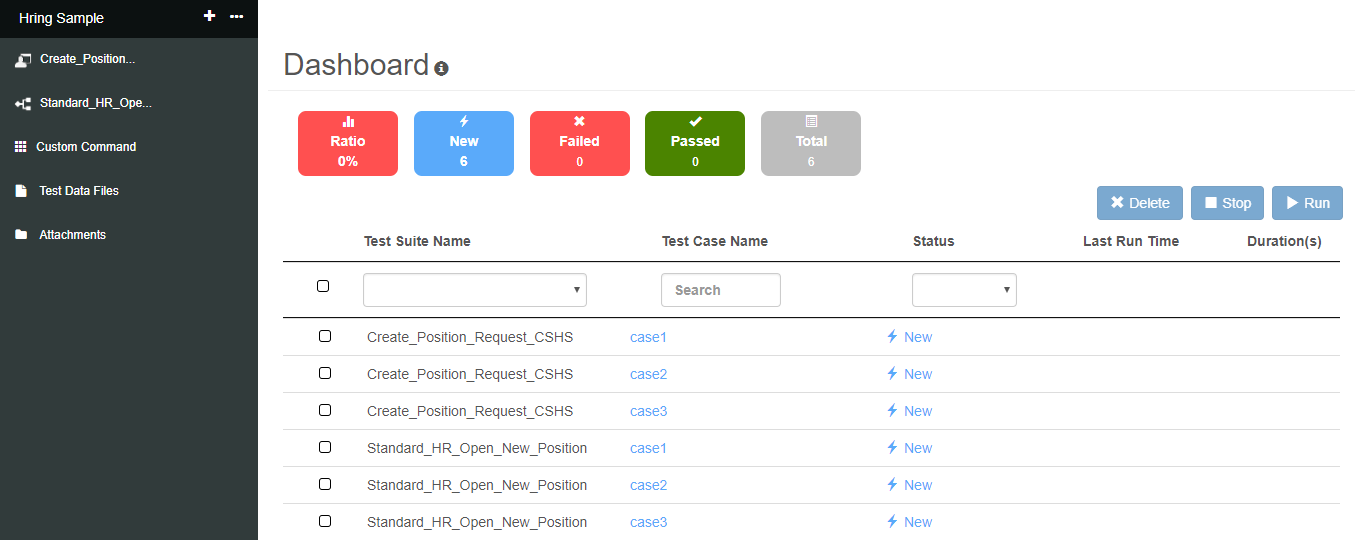 Hring Sample
Create_Position...
Standard_HR_Ope...
Custom Command
Test Data Files
Attachments
Dashboard
Ratio
0%
New
6
Failed
0
Passed
0
Total
6
Delete Stop Run
Test Suite Name Test Case Name Status Last Run Time Duration(s)
Search
Create_Position_Request_CSHS case1 New
Create_Position_Request_CSHS case2 New
Create_Position_Request_CSHS case3 New
Standard_HR_Open_New_Position case1 New
Standard_HR_Open_New_Position case2 New
Standard_HR_Open_New_Position case3 New